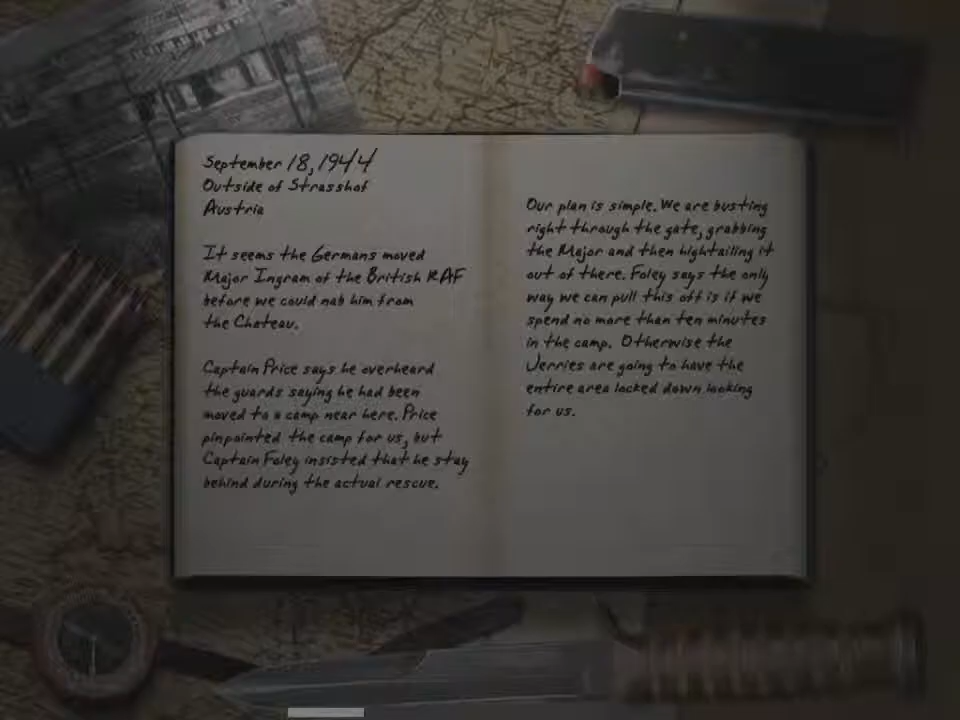 September 18, 1944
Outside of Strasshof
Austria
It seems the Germans moved
Major Ingram of the British RAF
before we could nab him from
the Chateau.
Captain Price says he overheard
the guards saying he had been
moved to a camp near here. Price
pinpointed the camp for us, but
Captain Foley insisted that he stay
behind during the actual rescue.
Our plan is simple. We are busting
right through the gate, grabbing
the Major and then hightailing it
out of there. Foley says the only
way we can pull this off is if we
spend no more than ten minutes
in the camp. Otherwise the
Jerries are going to have the
entire area locked down looking
for us.